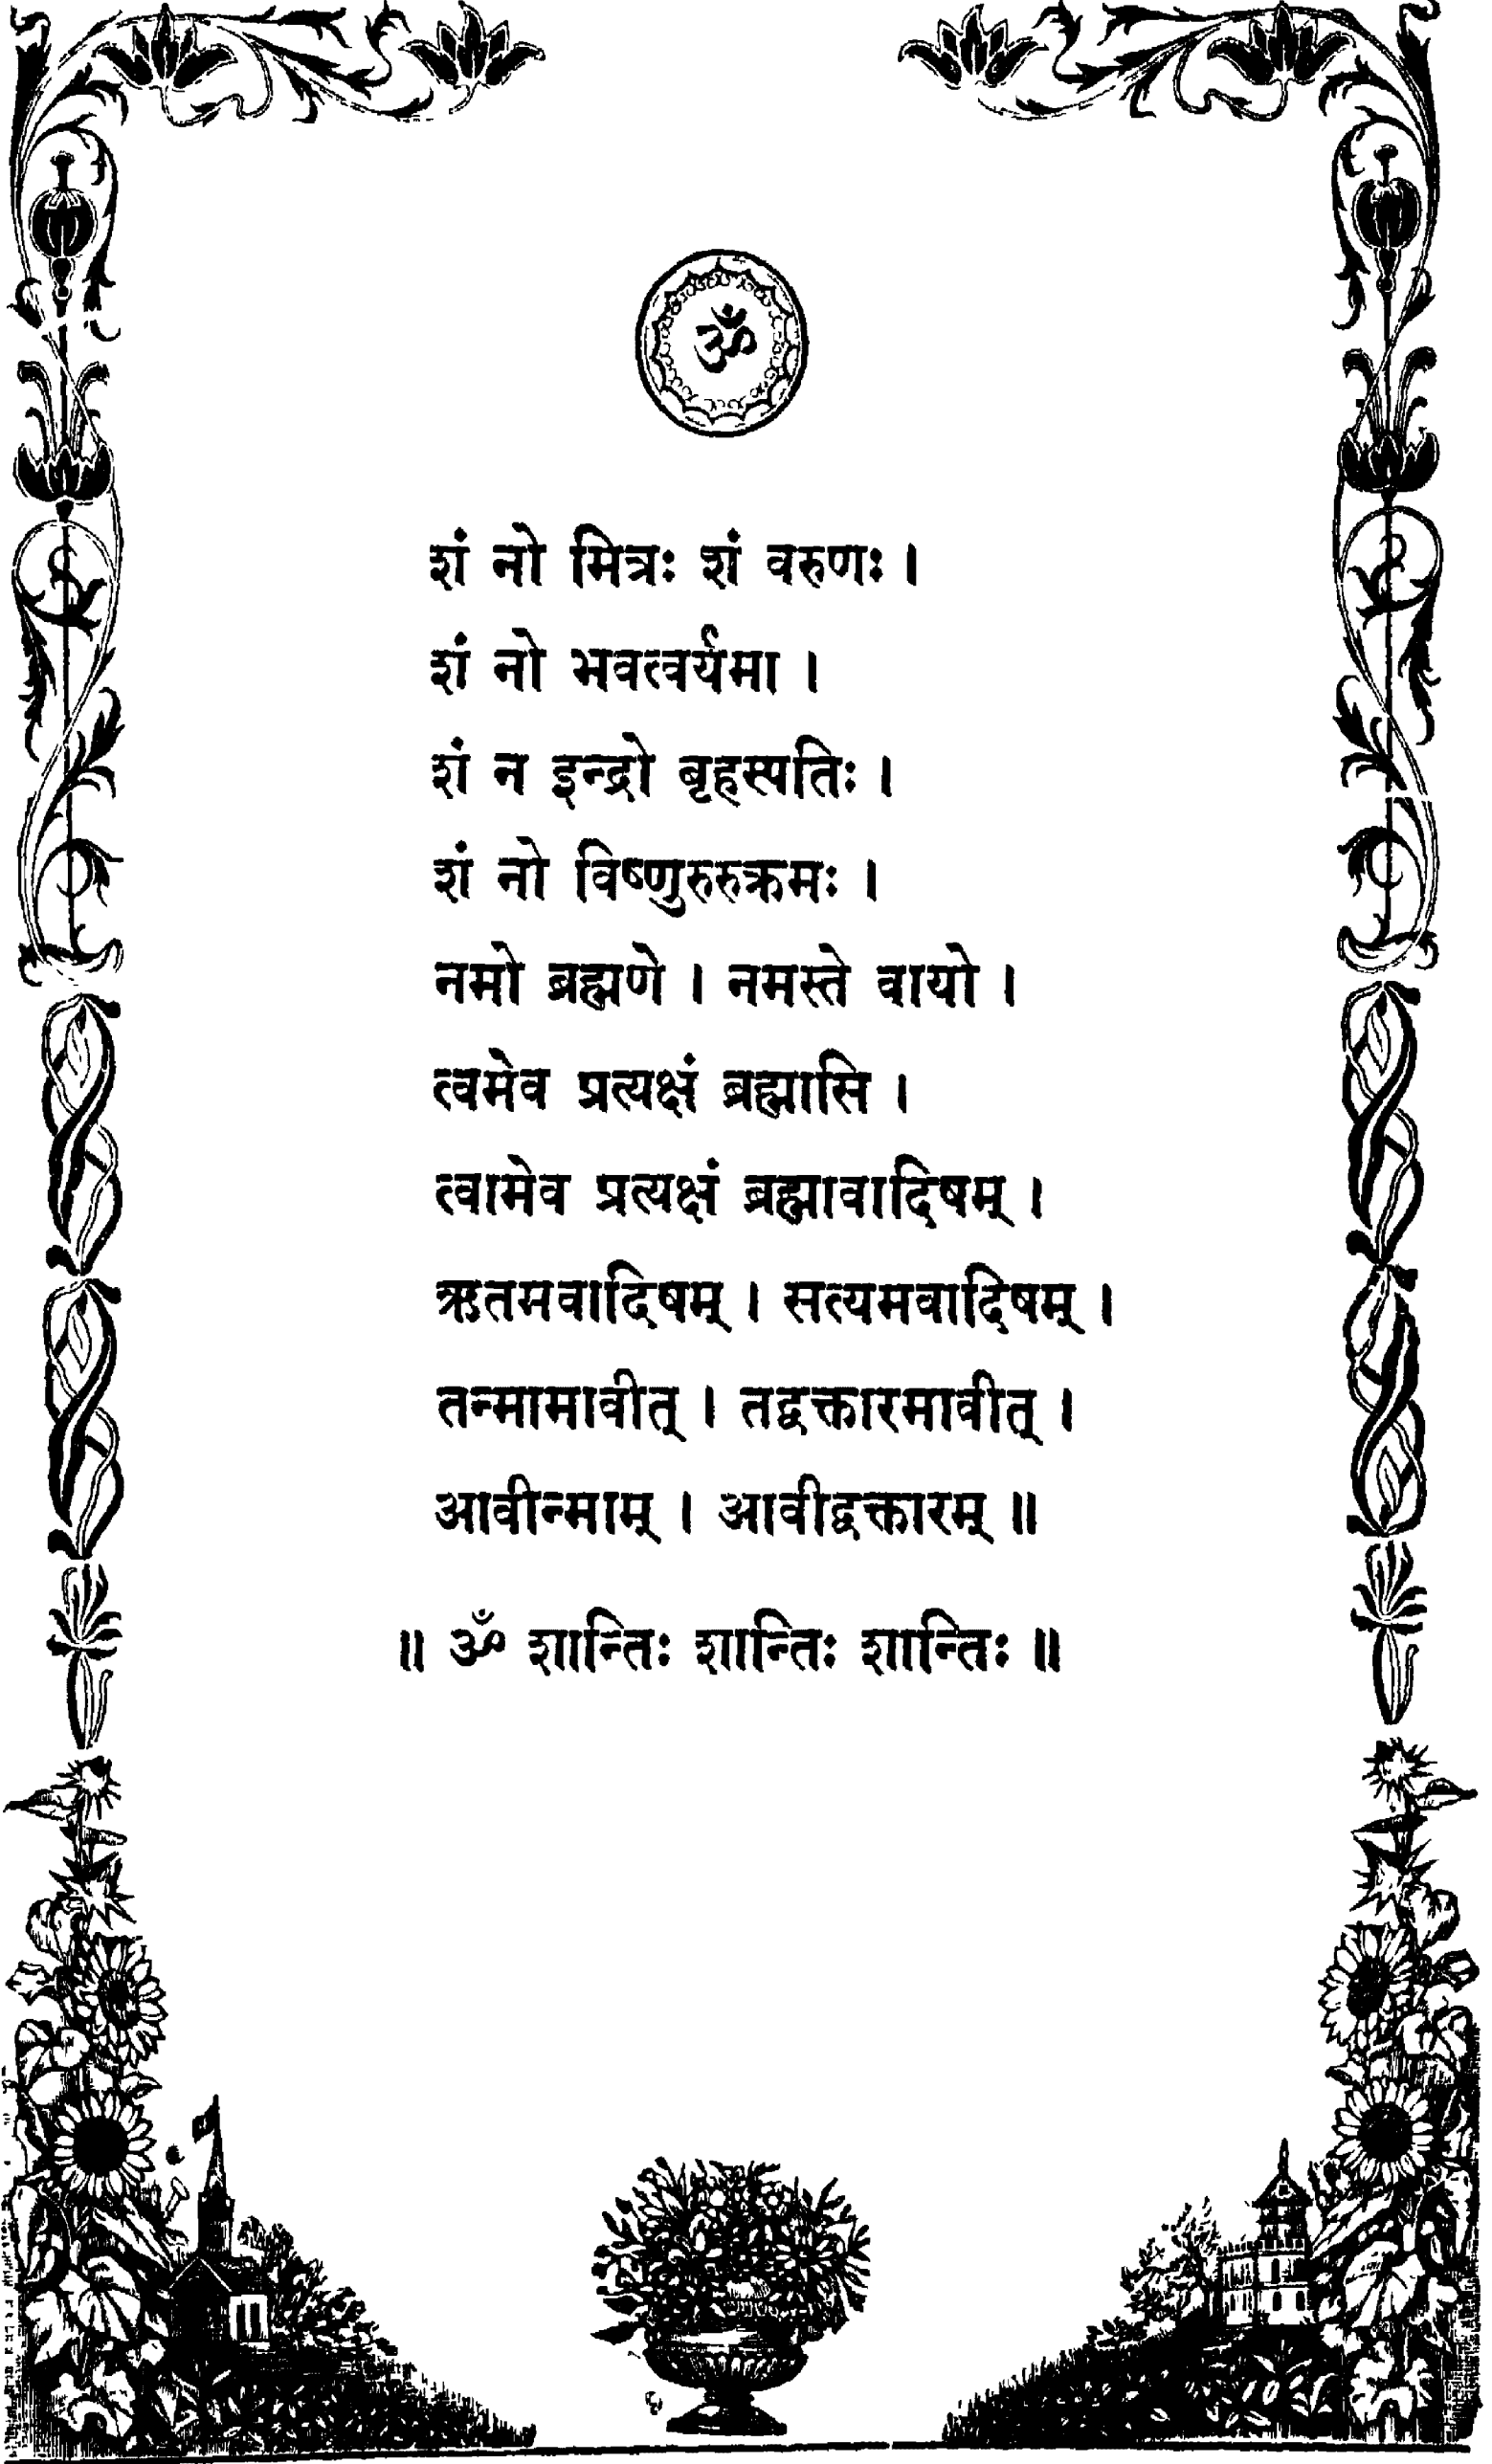 ॐ
शं नो मित्रः शं वरुणः ।
शं नो भवत्वर्यमा ।
शं न इन्द्रो बृहस्पतिः ।
शं नो विष्णुरुरुक्रमः ।
नमो ब्रह्मणे । नमस्ते वायो ।
त्वमेव प्रत्यक्षं ब्रह्मासि ।
त्वामेव प्रत्यक्षं ब्रह्मावादिषम् ।
ऋतमवादिषम् । सत्यमवादिषम् ।
तन्मामावीत् । तद्वक्तारमावीत् ।
आवीन्माम् । आवीद्वक्तारम् ॥
॥ ॐ शान्तिः शान्तिः शान्तिः ॥